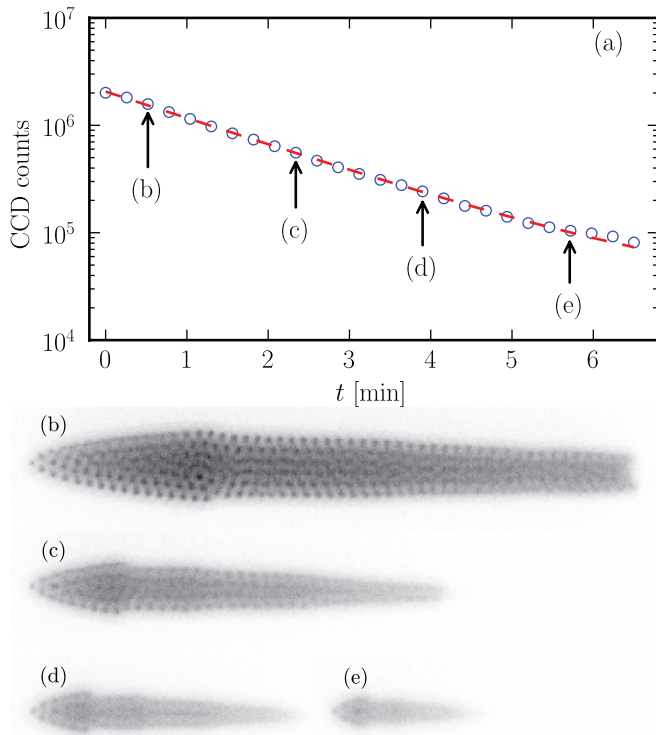 10^7
(a)
10^6
CCD counts
(b)
(c)
10^5
(d)
(e)
10^4
0 1 2 3 4 5 6
t [min]
(b)
(c)
(d) (e)